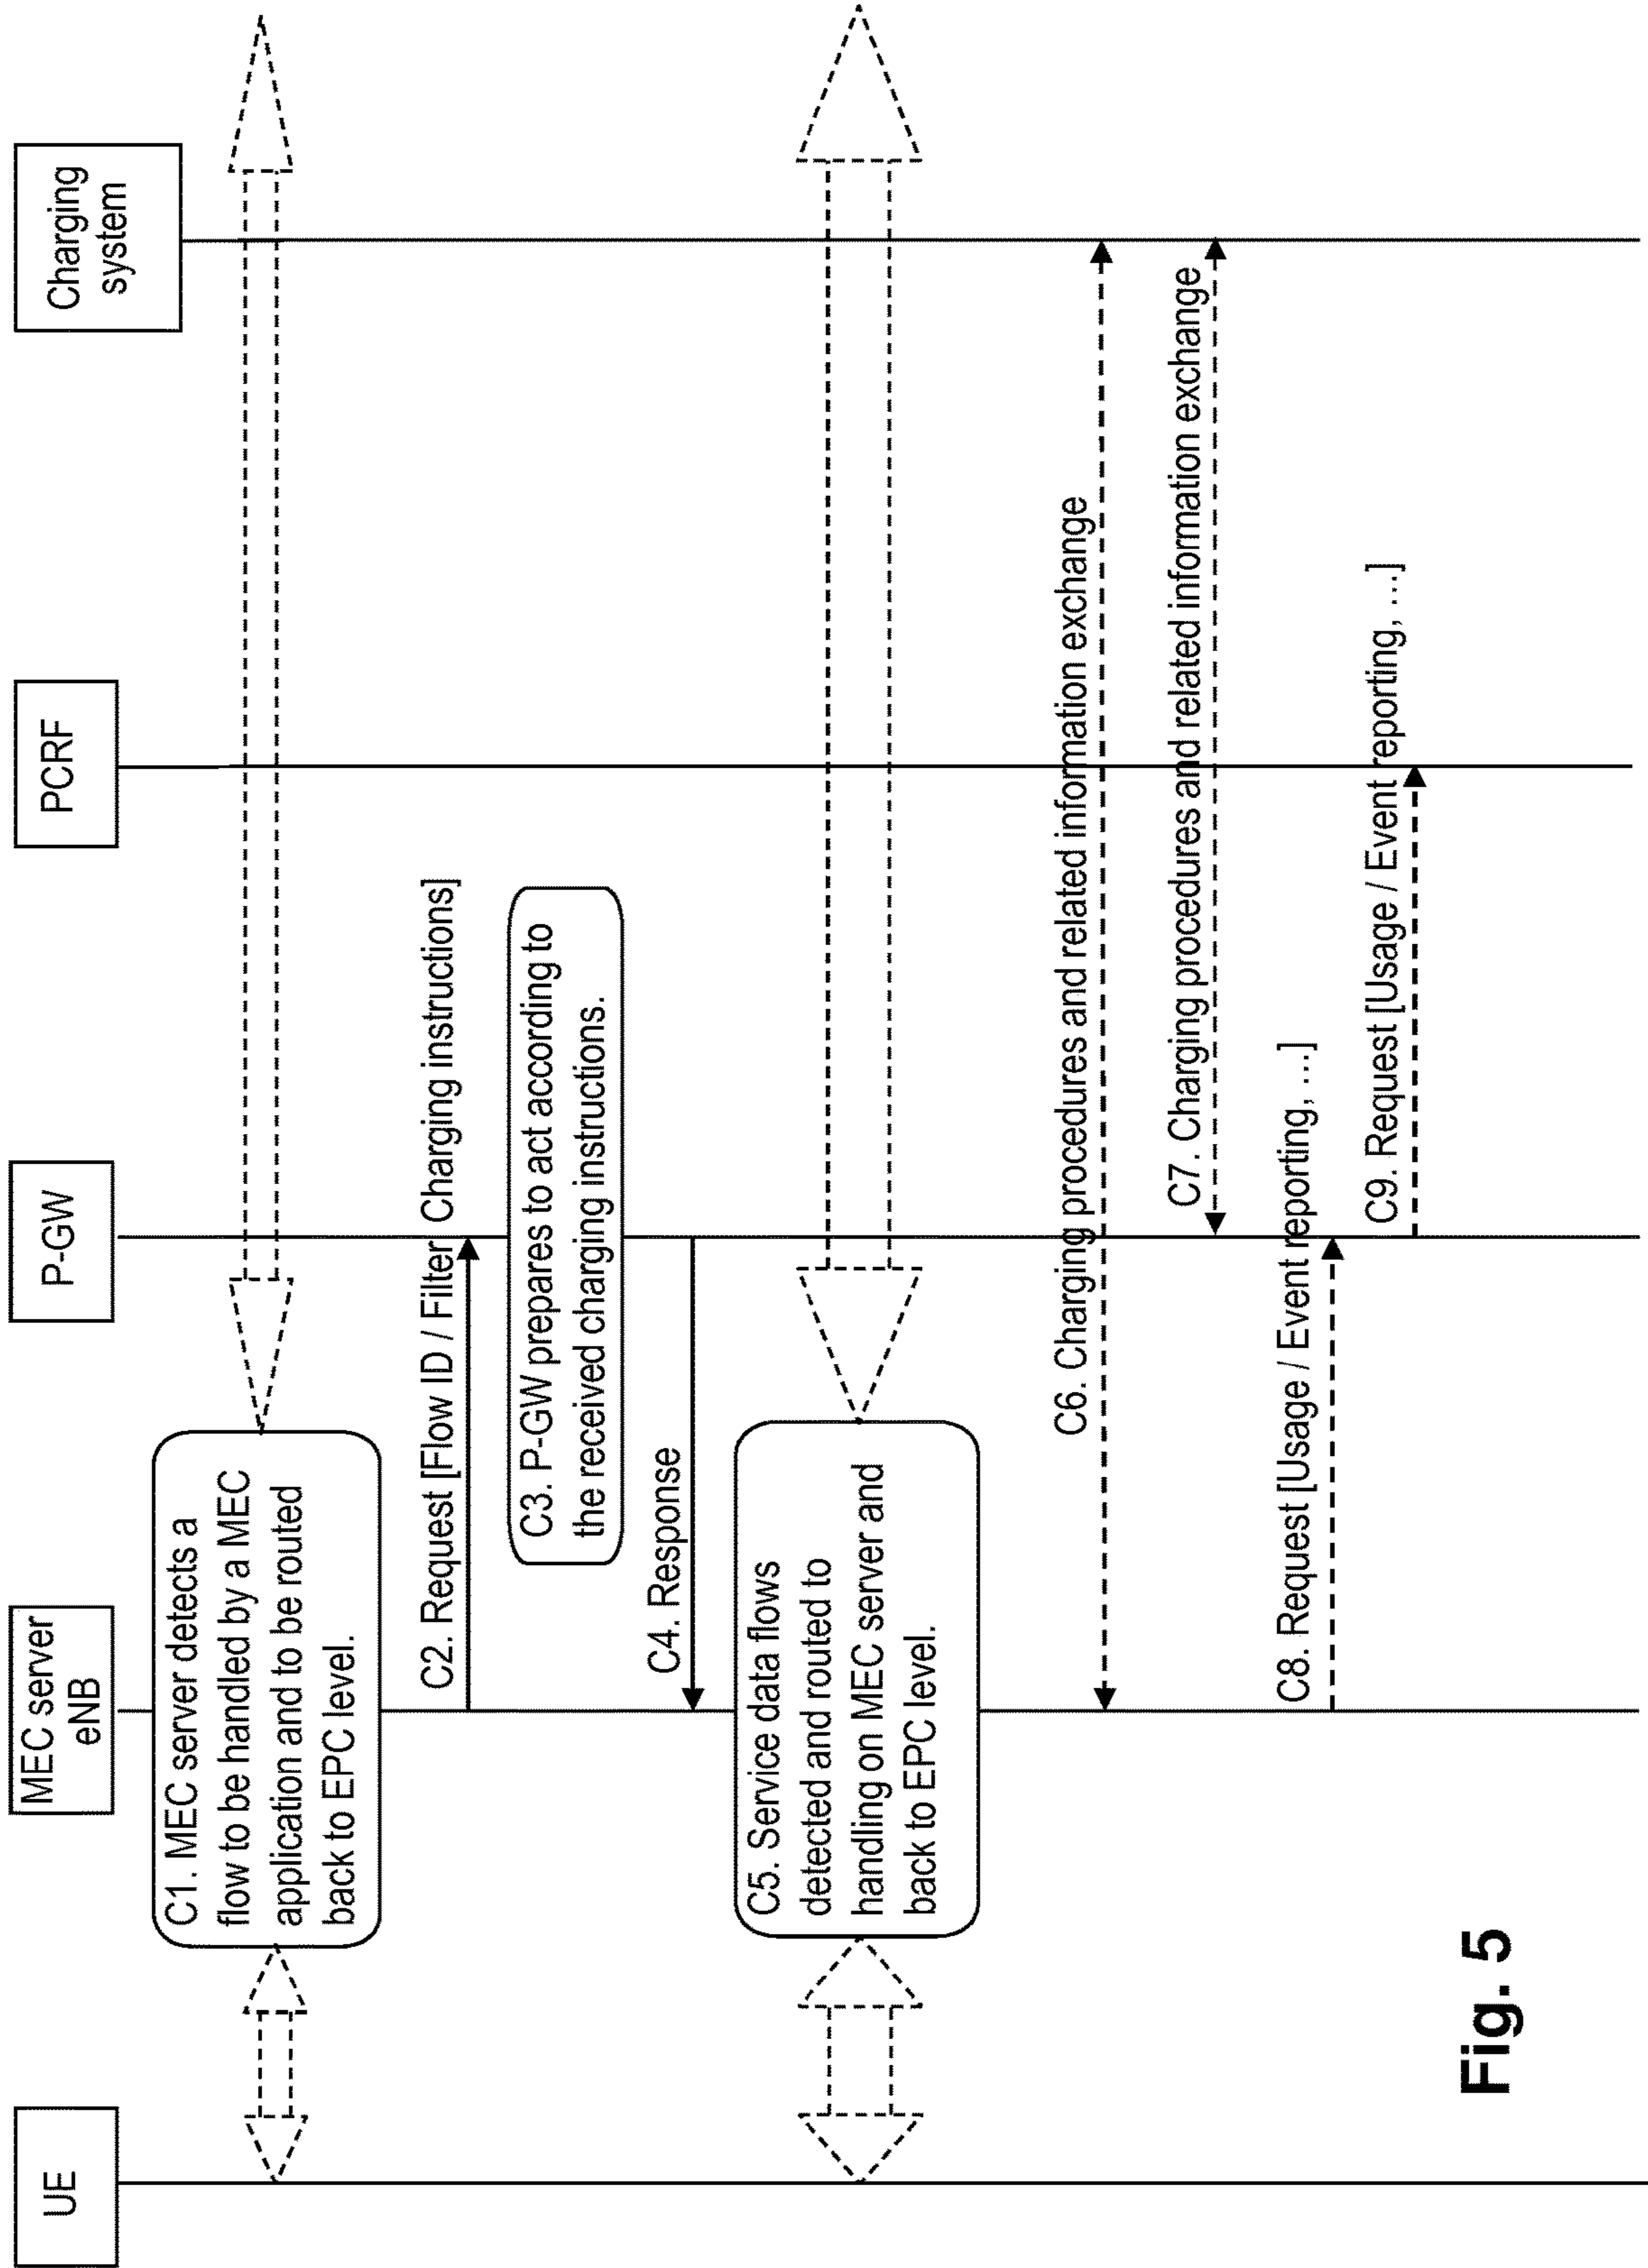 UE
MEC server
eNB
P-GW
PCRF
Charging
system
C1. MEC server detects a
flow to be handled by a MEC
application and to be routed
back to EPC level.
C2. Request [Flow ID / Filter Charging instructions]
C3. P-GW prepares to act according to
the received charging instructions.
C4. Response
C5. Service data flows
detected and routed to
handling on MEC server and
back to EPC level.
C6. Charging procedures and related information exchange
C7. Charging procedures and related information exchange
C8. Request [Usage / Event reporting, …]
C9. Request [Usage / Event reporting, …]
Fig. 5